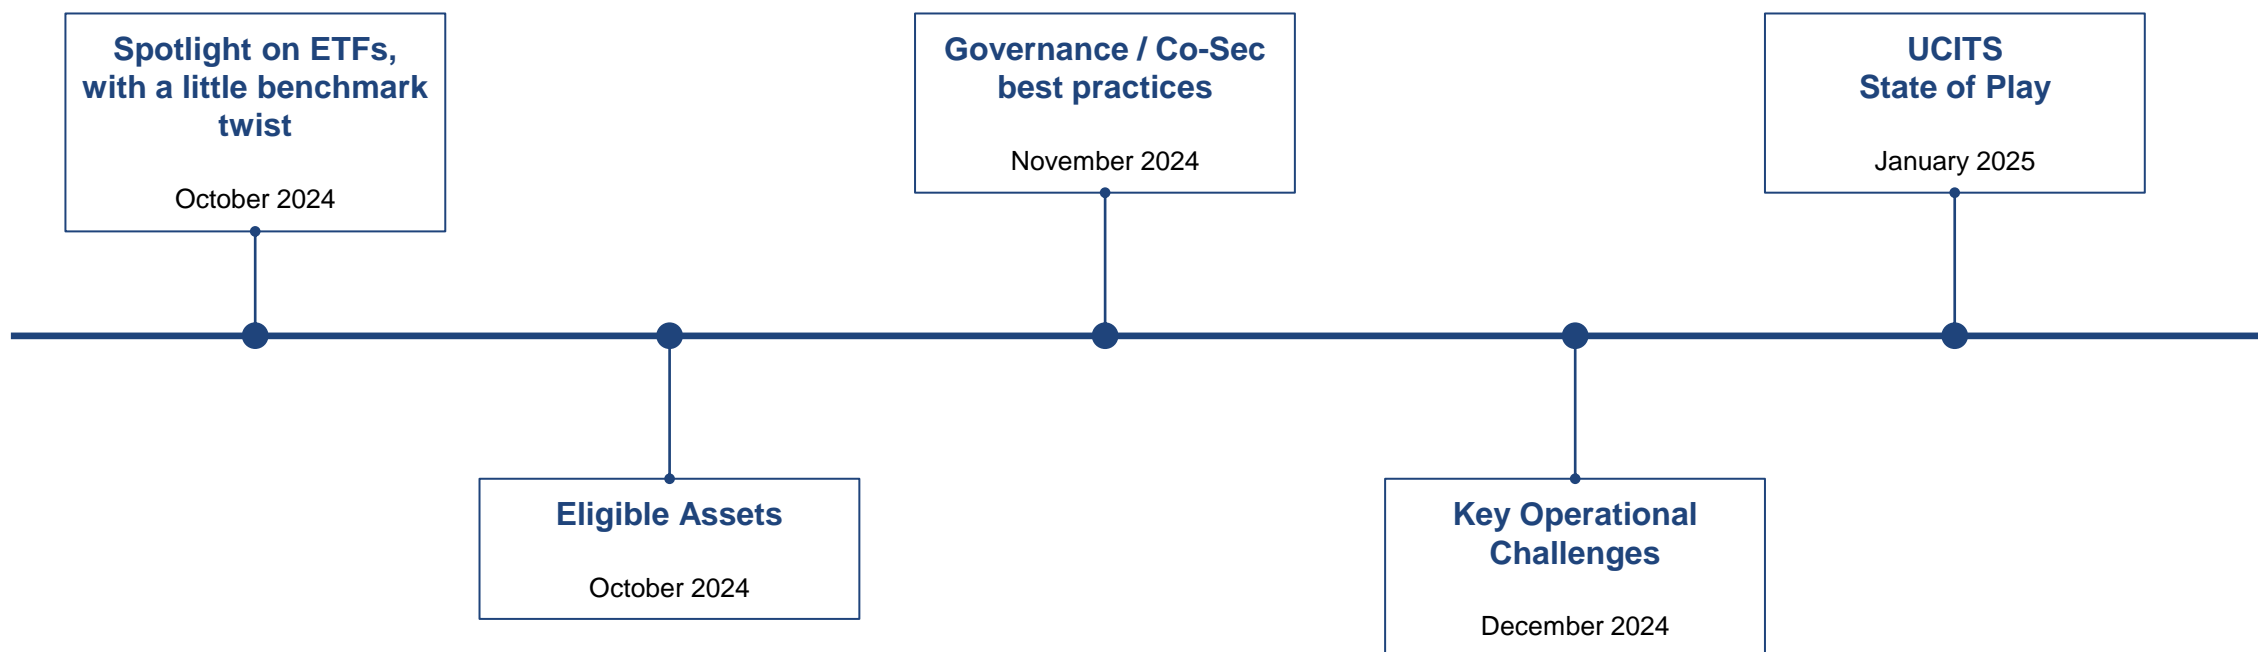 Spotlight on ETFs,
with a little benchmark
twist
October 2024
Eligible Assets
October 2024
Governance / Co-Sec
best practices
November 2024
Key Operational
Challenges
December 2024
UCITS
State of Play
January 2025